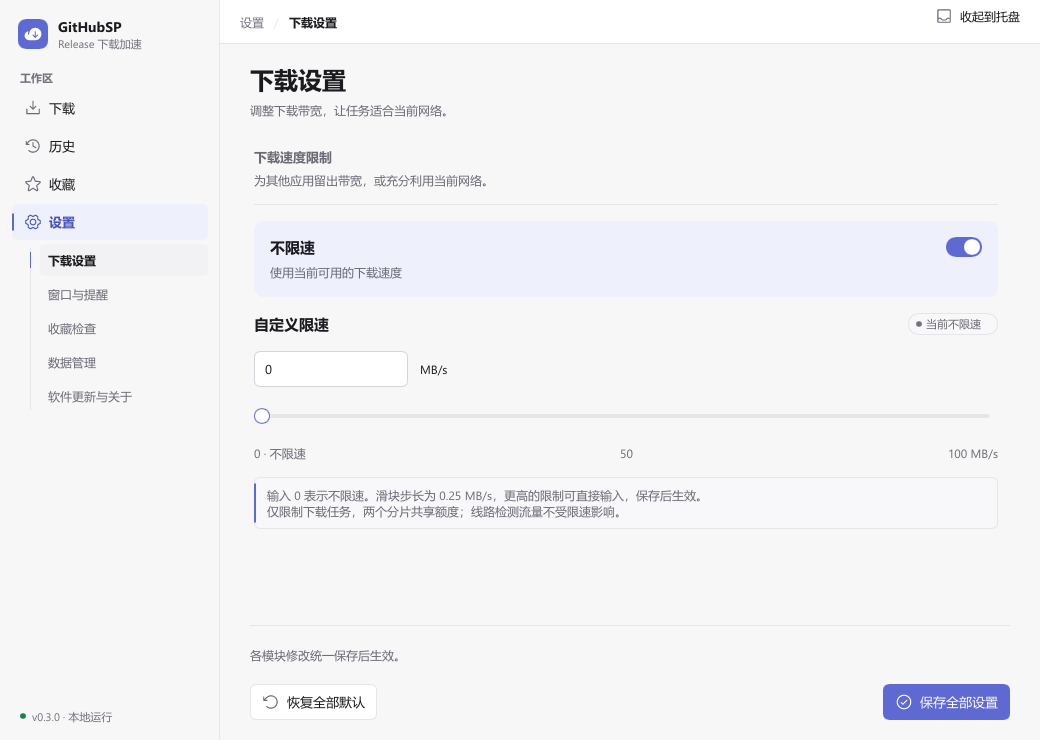 GitHubSP
Release 下载加速
工作区
下载
历史
收藏
设置
下载设置
窗口与提醒
收藏检查
数据管理
软件更新与关于
v0.3.0 · 本地运行
设置 / 下载设置
收起到托盘
下载设置
调整下载带宽，让任务适合当前网络。
下载速度限制
为其他应用留出带宽，或充分利用当前网络。
不限速
使用当前可用的下载速度
自定义限速
当前不限速
0 MB/s
0 · 不限速 50 100 MB/s
输入 0 表示不限速。滑块步长为 0.25 MB/s，更高的限制可直接输入，保存后生效。
仅限制下载任务，两个分片共享额度；线路检测流量不受限速影响。
各模块修改统一保存后生效。
恢复全部默认
保存全部设置